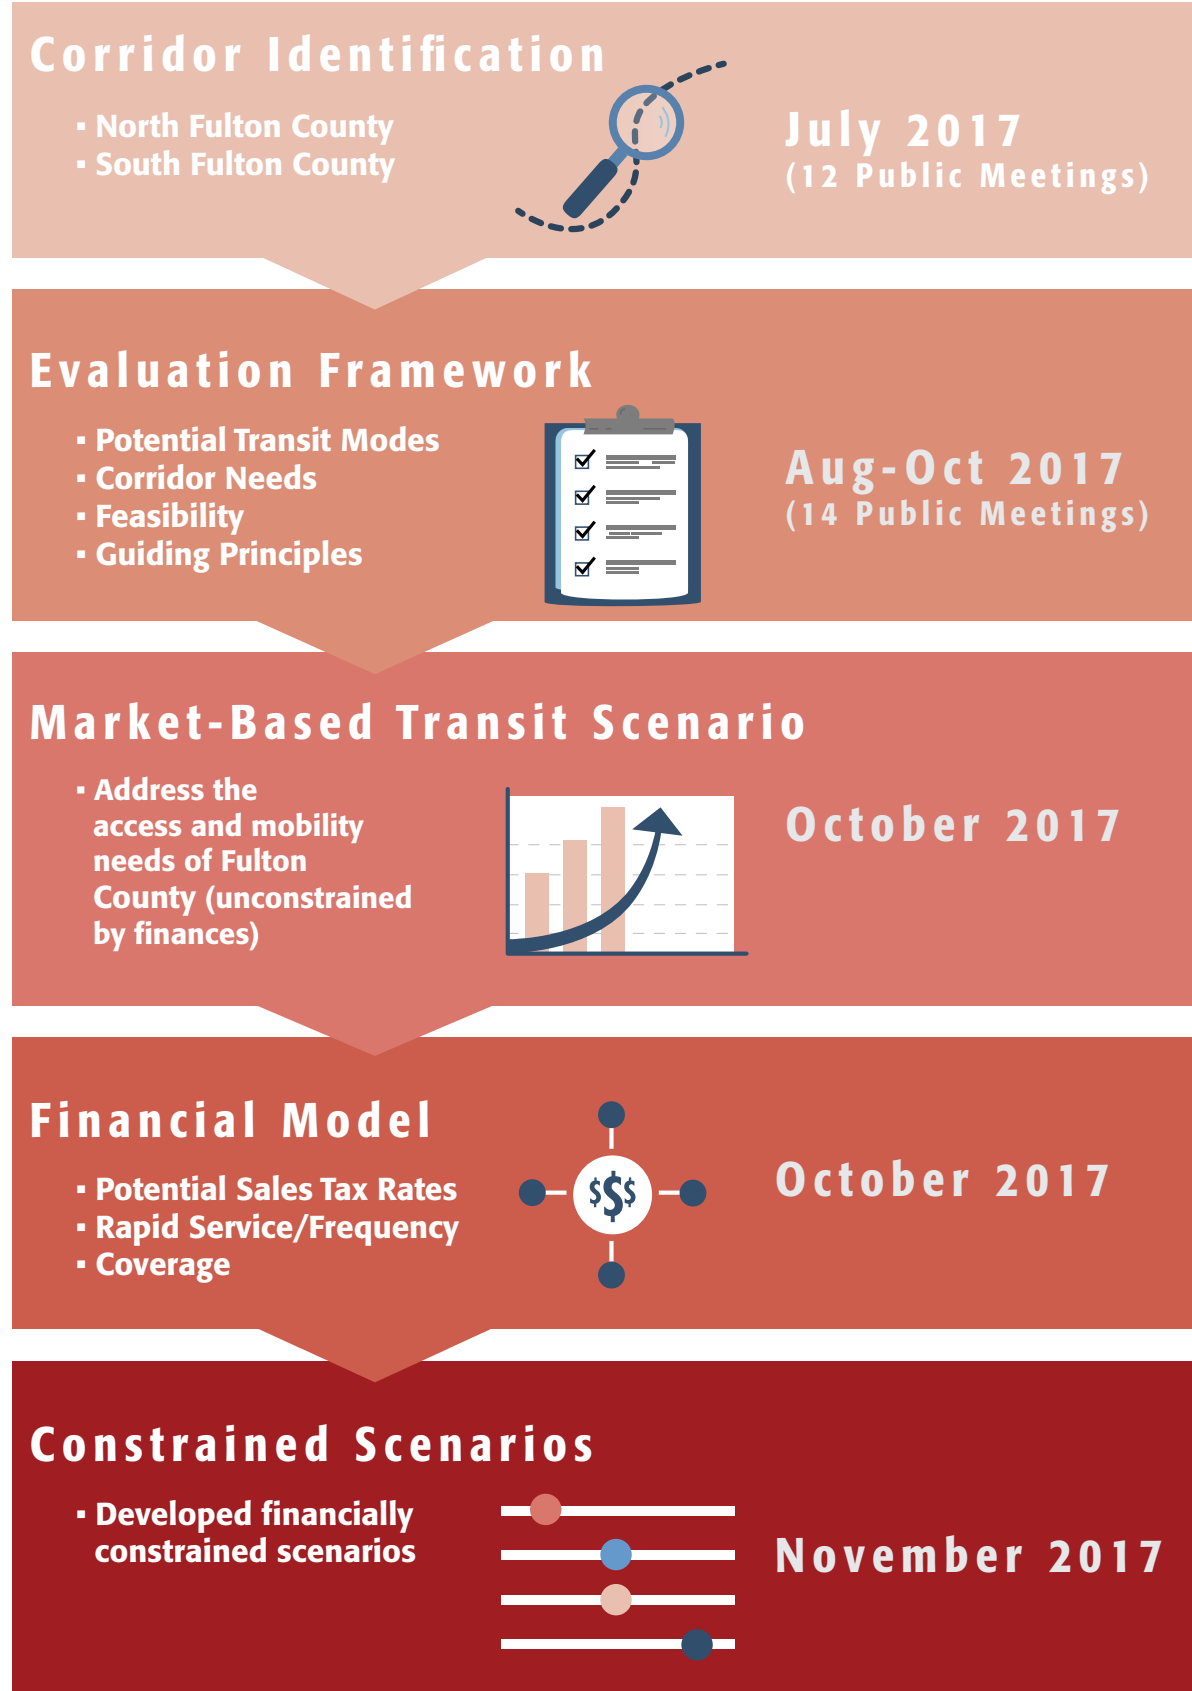 Corridor Identification
▪ North Fulton County
▪ South Fulton County
July 2017
(12 Public Meetings)
Evaluation Framework
▪ Potential Transit Modes
▪ Corridor Needs
▪ Feasibility
▪ Guiding Principles
Aug-Oct 2017
(14 Public Meetings)
Market-Based Transit Scenario
▪ Address the
access and mobility
needs of Fulton
County (unconstrained
by finances)
October 2017
Financial Model
▪ Potential Sales Tax Rates
▪ Rapid Service/Frequency
▪ Coverage
$$$
October 2017
Constrained Scenarios
▪ Developed financially
constrained scenarios
November 2017